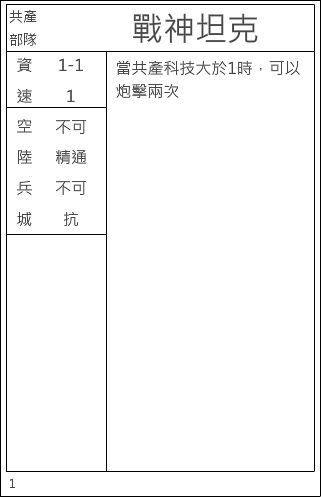 共產
部隊
戰神坦克
資 1-1
速 1
空 不可
陸 精通
兵 不可
城 抗
當共產科技大於1時，可以
炮擊兩次
1